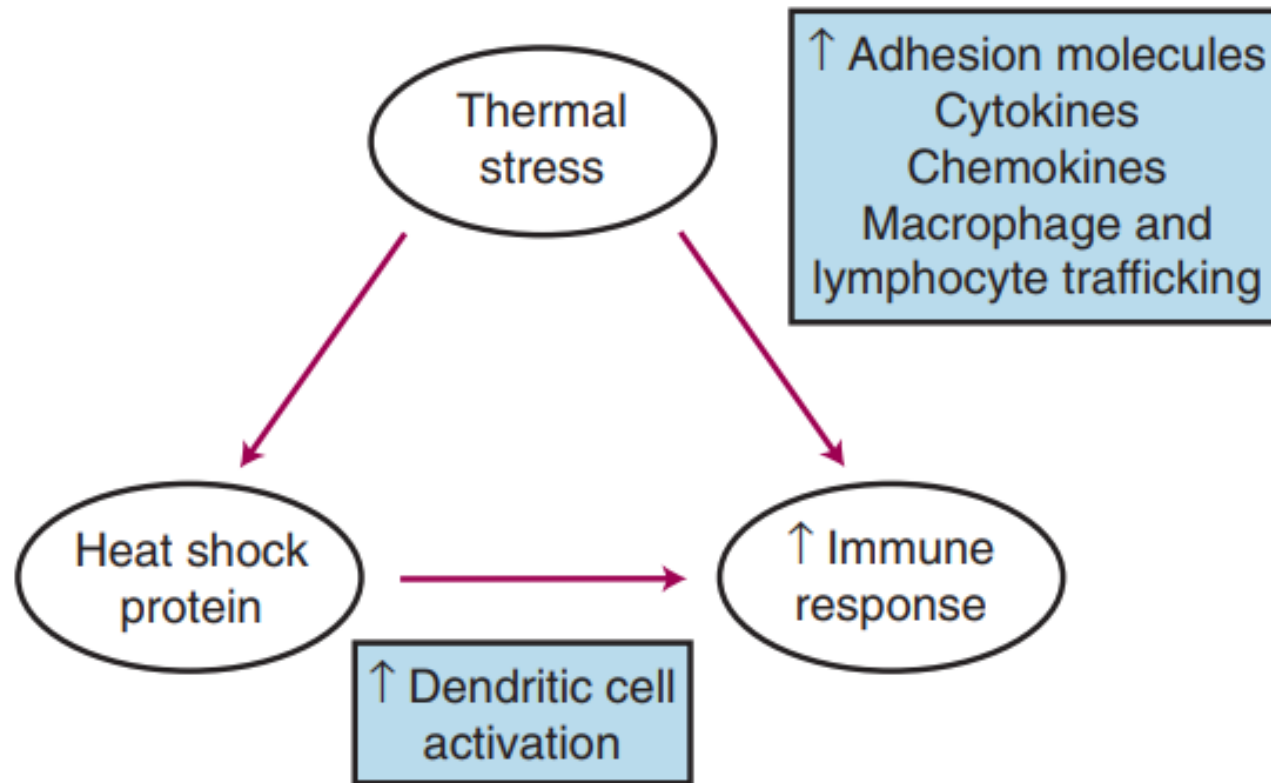 Thermal
stress
↑ Adhesion molecules
Cytokines
Chemokines
Macrophage and
lymphocyte trafficking
Heat shock
protein
↑ Immune
response
↑ Dendritic cell
activation